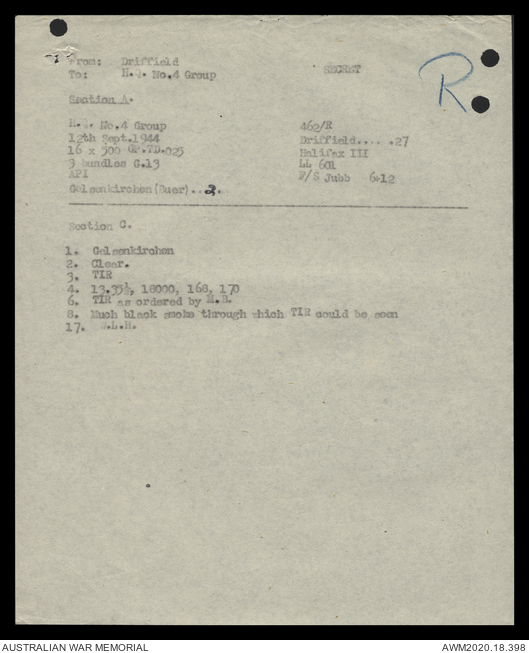 From: Driffield
To: H.Q. No.4 Group
SECRET
R
Section A.
H.Q. No.4 Group 462/R
12th Sept.1944 Driffield.....27
16 x 500 GP.TD.025 Halifax III
3 bundles G.13 LL 601
API F/S Jubb 6-12
Gelsenkirchen(Buer)..2.
Section C.
1. Gelsenkirchen
2. Clear.
3. TIR
4. 13.35½, 18000, 168, 170
6. TIR as ordered by M.B.
8. Much black smoke through which TIR could be seen
17. D.L.R.
AUSTRALIAN WAR MEMORIAL AWM2020.18.398